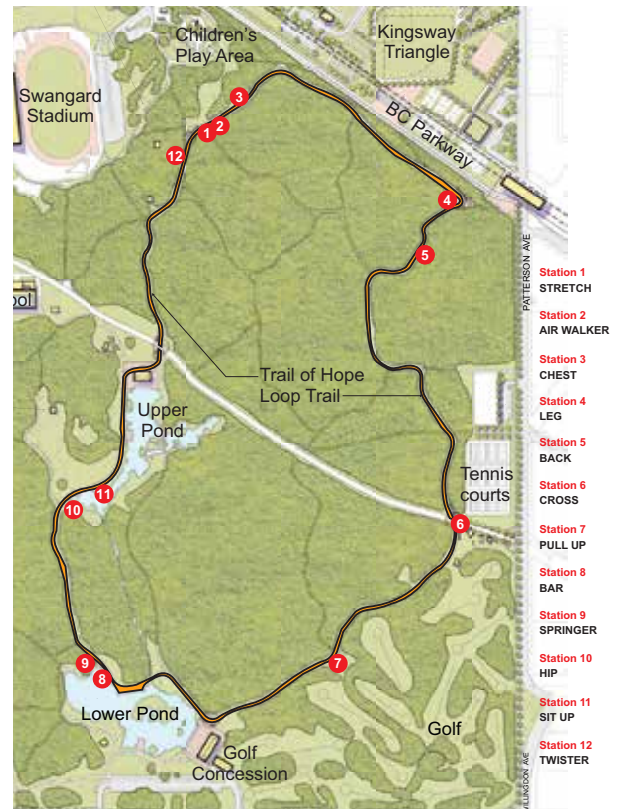 Children's
Play Area
Kingsway
Triangle
Swangard
Stadium
BC Parkway
3
2
1
12
4
5
PATTERSON AVE
ool
Trail of Hope
Loop Trail
Upper
Pond
Tennis
courts
11
10
6
7
9
8
Lower Pond
Golf
Golf
Concession
Station 1
STRETCH
Station 2
AIR WALKER
Station 3
CHEST
Station 4
LEG
Station 5
BACK
Station 6
CROSS
Station 7
PULL UP
Station 8
BAR
Station 9
SPRINGER
Station 10
HIP
Station 11
SIT UP
Station 12
TWISTER